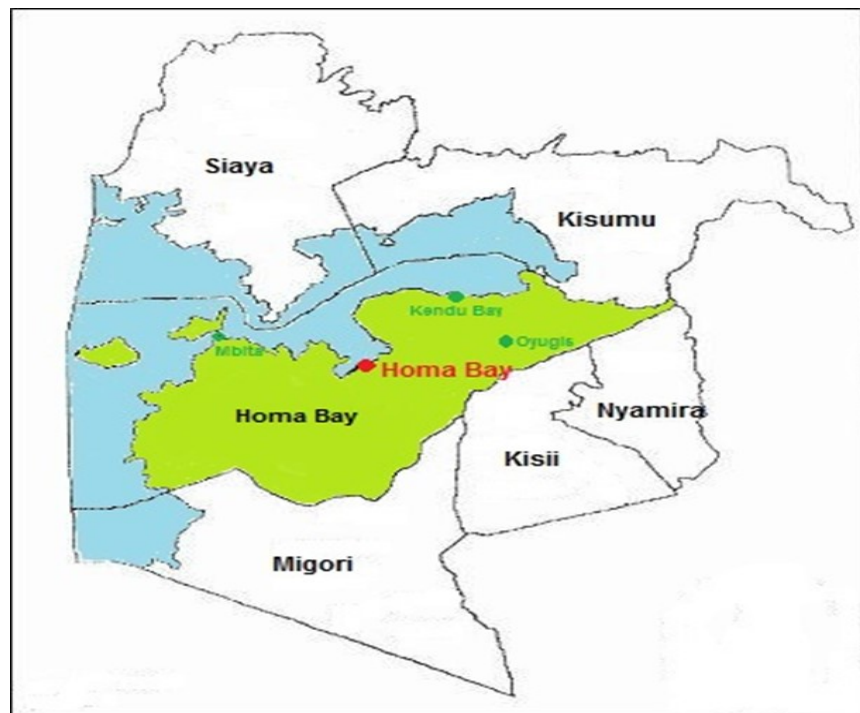 Siaya
Kisumu
Kendu Bay
Mbita
Oyugis
Homa Bay
Homa Bay
Nyamira
Kisii
Migori